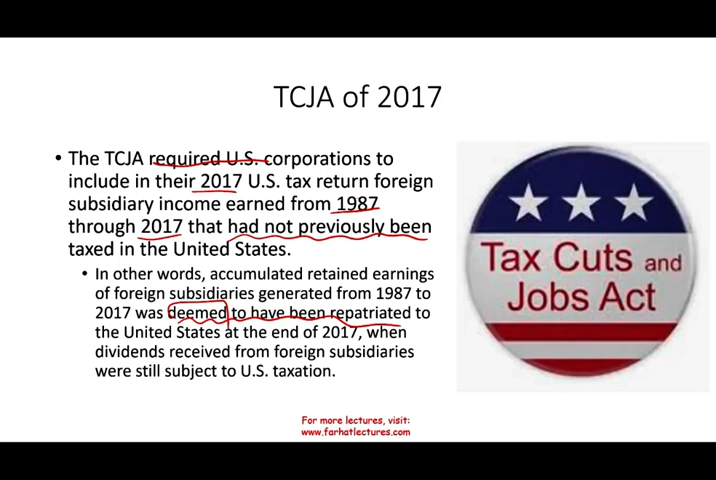 TCJA of 2017
• The TCJA required U.S. corporations to
include in their 2017 U.S. tax return foreign
subsidiary income earned from 1987
through 2017 that had not previously been
taxed in the United States.
• In other words, accumulated retained earnings
of foreign subsidiaries generated from 1987 to
2017 was deemed to have been repatriated to
the United States at the end of 2017, when
dividends received from foreign subsidiaries
were still subject to U.S. taxation.
Tax Cuts and
Jobs Act
For more lectures, visit:
www.farhatlectures.com